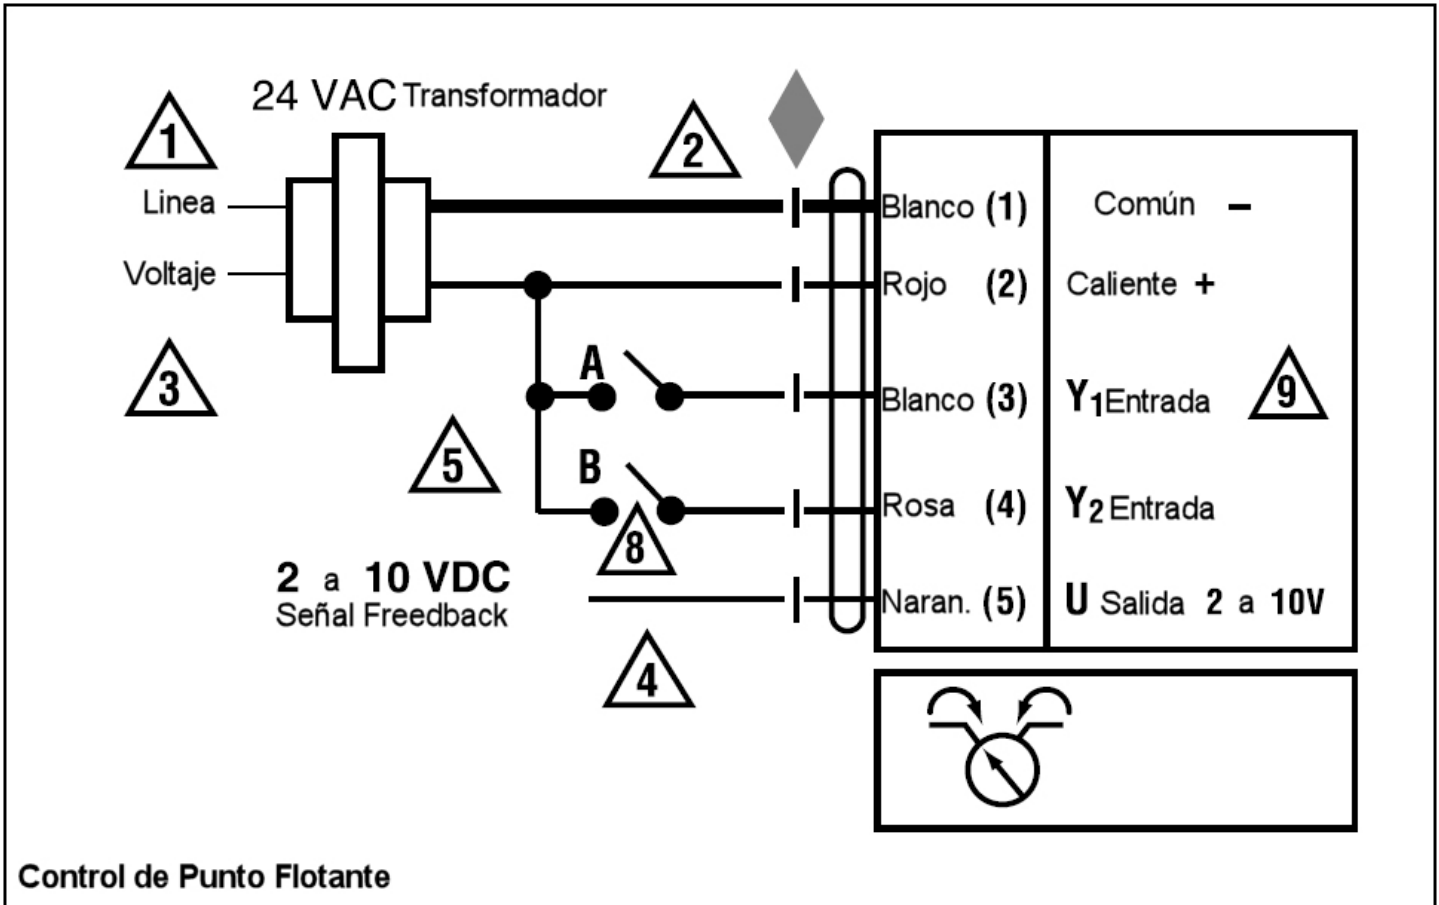 24 VAC Transformador
1
2
Linea
Blanco (1) Común –
Voltaje
Rojo (2) Caliente +
3
A
Blanco (3) Y1 Entrada
9
5
B
Rosa (4) Y2 Entrada
8
2 a 10 VDC
Señal Freedback
Naran. (5) U Salida 2 a 10V
4
Control de Punto Flotante